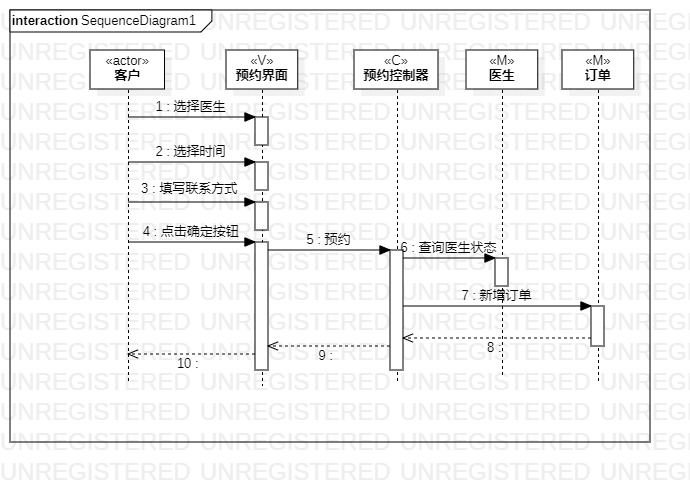 interaction SequenceDiagram1
«actor»
客户
«V»
预约界面
«C»
预约控制器
«M»
医生
«M»
订单
1 : 选择医生
2 : 选择时间
3 : 填写联系方式
4 : 点击确定按钮
5 : 预约
6 : 查询医生状态
7 : 新增订单
8 :
9 :
10 :
UNREGISTERED UNREGISTERED UNREGISTERED UNREGISTERED